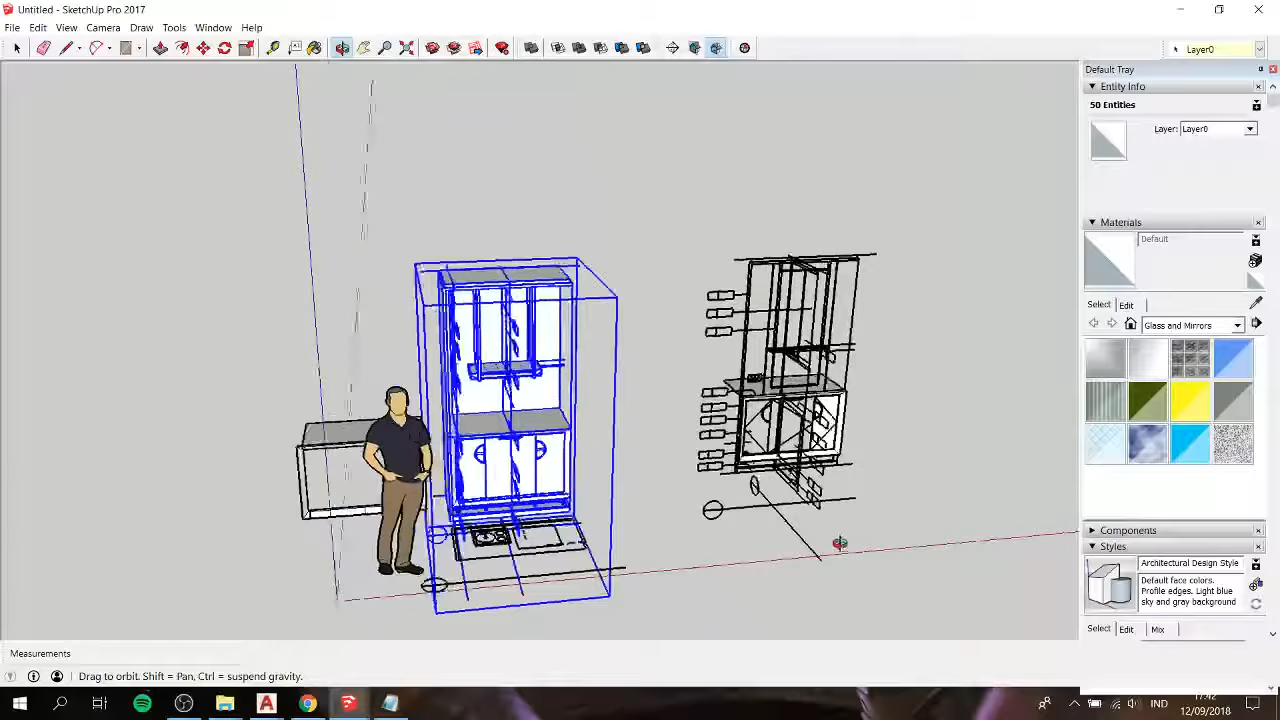 Untitled - SketchUp Pro 2017
File Edit View Camera Draw Tools Window Help
Layer0
Default Tray
Entity Info
50 Entities
Layer: Layer0
Materials
Default
Select Edit
Glass and Mirrors
Components
Styles
Architectural Design Style
Default face colors.
Profile edges. Light blue
sky and gray background
Select Edit Mix
Measurements
Drag to orbit. Shift = Pan, Ctrl = suspend gravity.
IND
17:42
12/09/2018